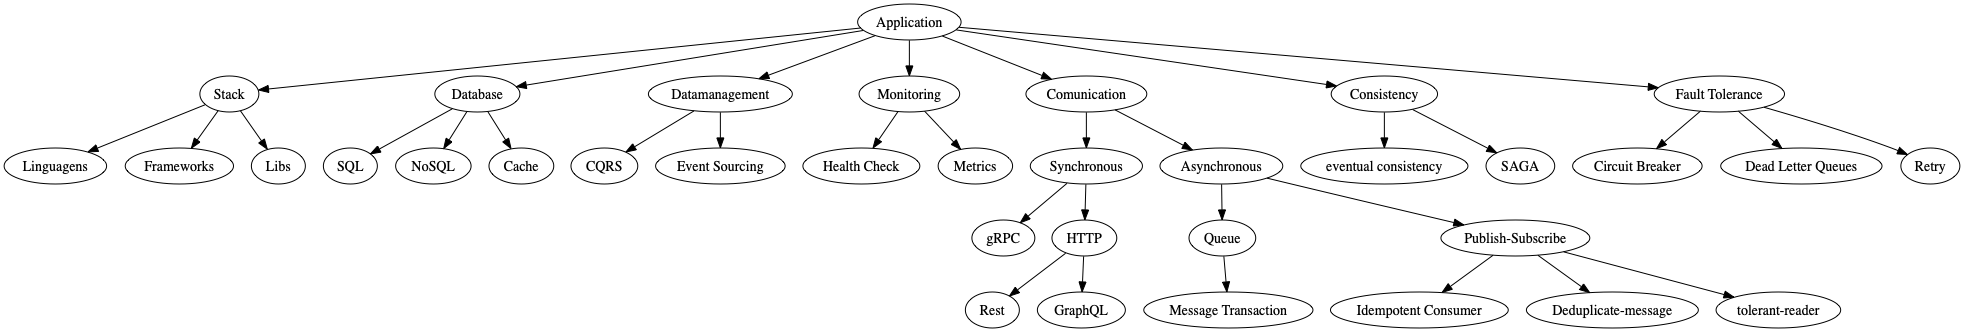 Application
Stack
Database
Datamanagement
Monitoring
Comunication
Consistency
Fault Tolerance
Linguagens
Frameworks
Libs
SQL
NoSQL
Cache
CQRS
Event Sourcing
Health Check
Metrics
Synchronous
Asynchronous
eventual consistency
SAGA
Circuit Breaker
Dead Letter Queues
Retry
gRPC
HTTP
Queue
Publish-Subscribe
Rest
GraphQL
Message Transaction
Idempotent Consumer
Deduplicate-message
tolerant-reader